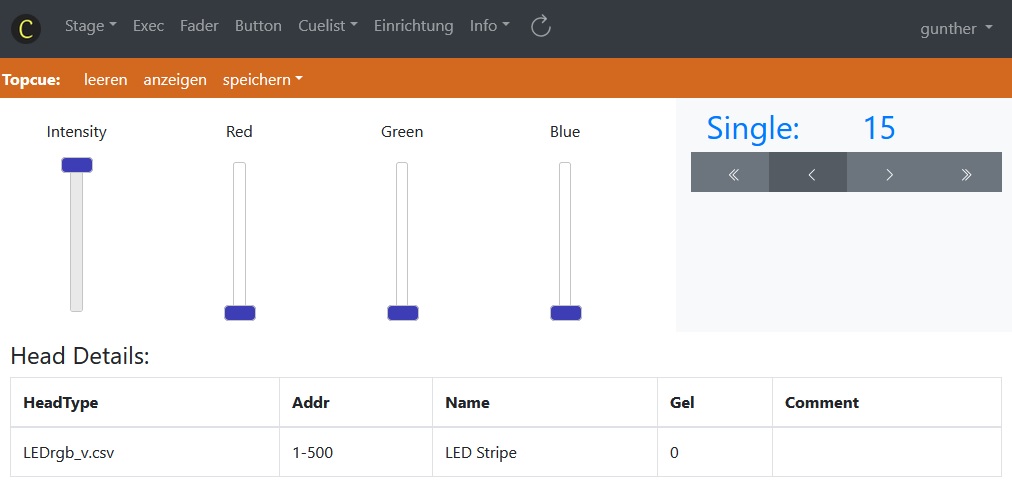 C Stage Exec Fader Button Cuelist Einrichtung Info gunther
Topcue: leeren anzeigen speichern
Intensity Red Green Blue
Single: 15
Head Details:
HeadType Addr Name Gel Comment
LEDrgb_v.csv 1-500 LED Stripe 0